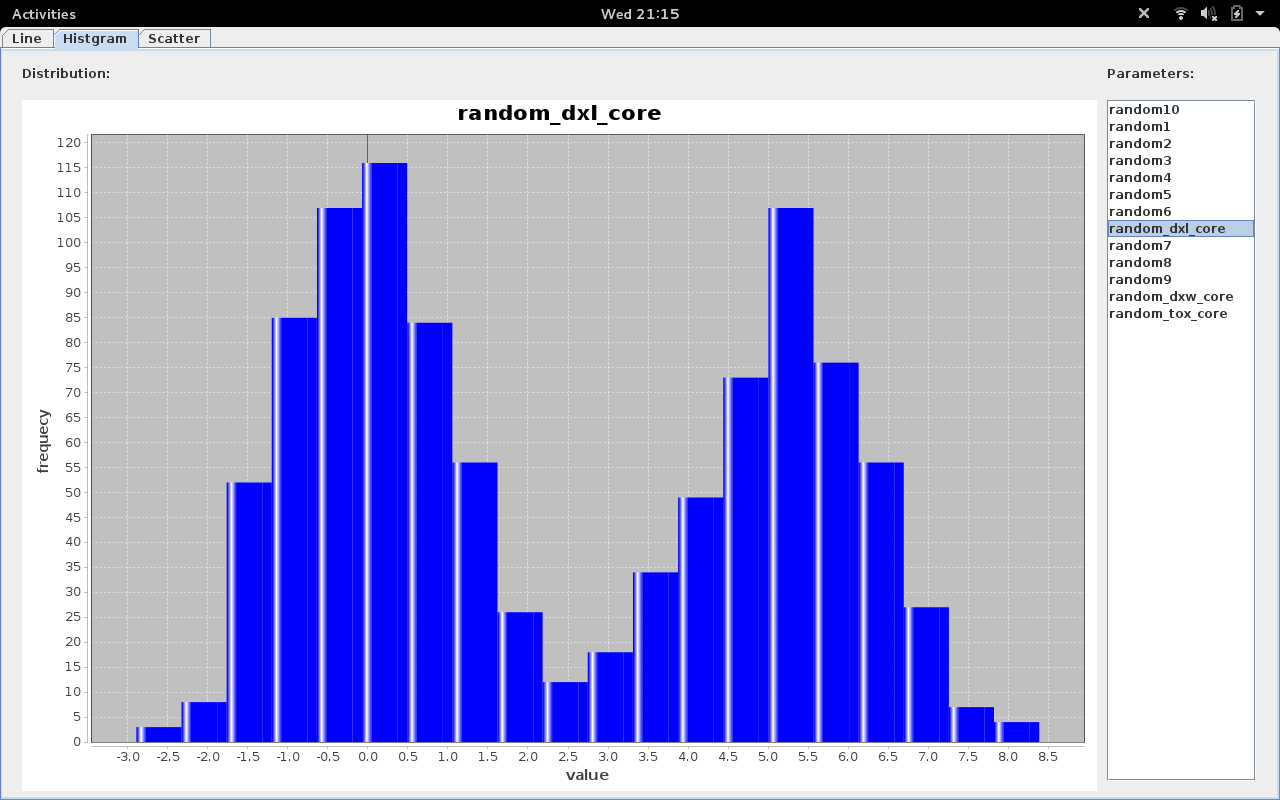 Activities Wed 21:15
Line Histgram Scatter
Distribution: Parameters:
random_dxl_core
120
115
110
105
100
95
90
85
80
75
70
65
60
55
50
45
40
35
30
25
20
15
10
5
0
frequecy
-3.0 -2.5 -2.0 -1.5 -1.0 -0.5 0.0 0.5 1.0 1.5 2.0 2.5 3.0 3.5 4.0 4.5 5.0 5.5 6.0 6.5 7.0 7.5 8.0 8.5
value
random10
random1
random2
random3
random4
random5
random6
random_dxl_core
random7
random8
random9
random_dxw_core
random_tox_core